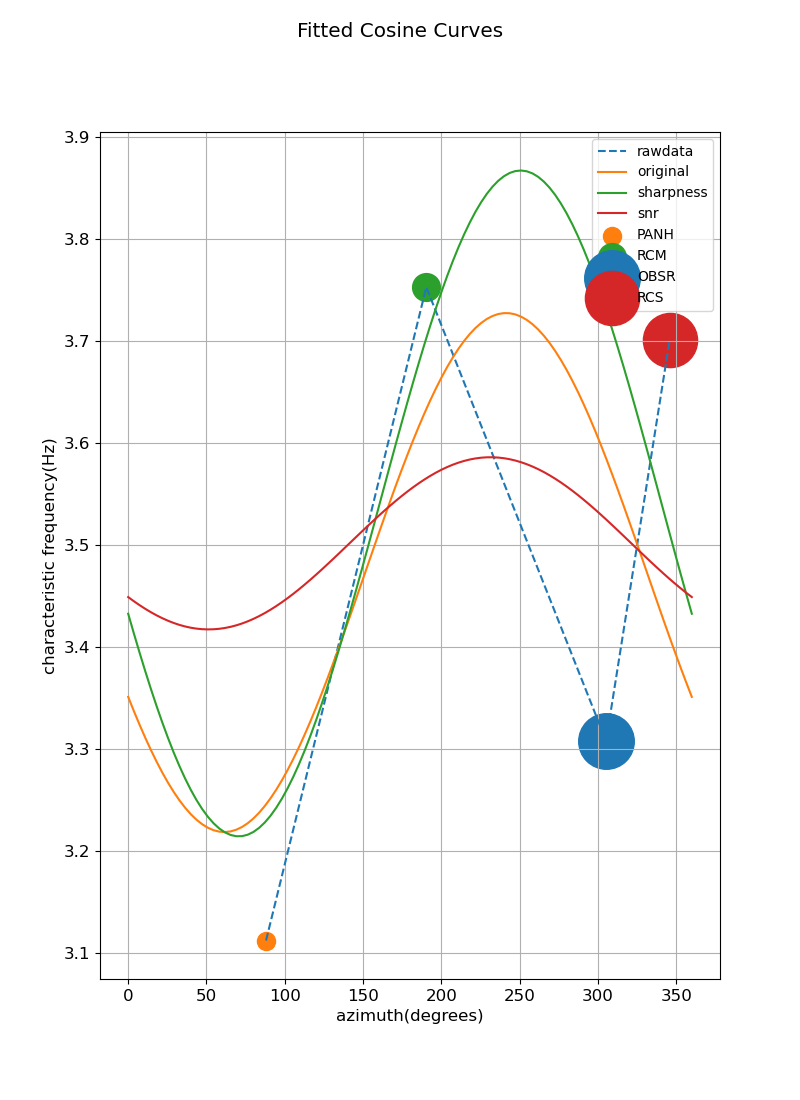 Fitted Cosine Curves
3.9
3.8
3.7
3.6
3.5
3.4
3.3
3.2
3.1
characteristic frequency(Hz)
rawdata
original
sharpness
snr
PANH
RCM
OBSR
RCS
0 50 100 150 200 250 300 350
azimuth(degrees)